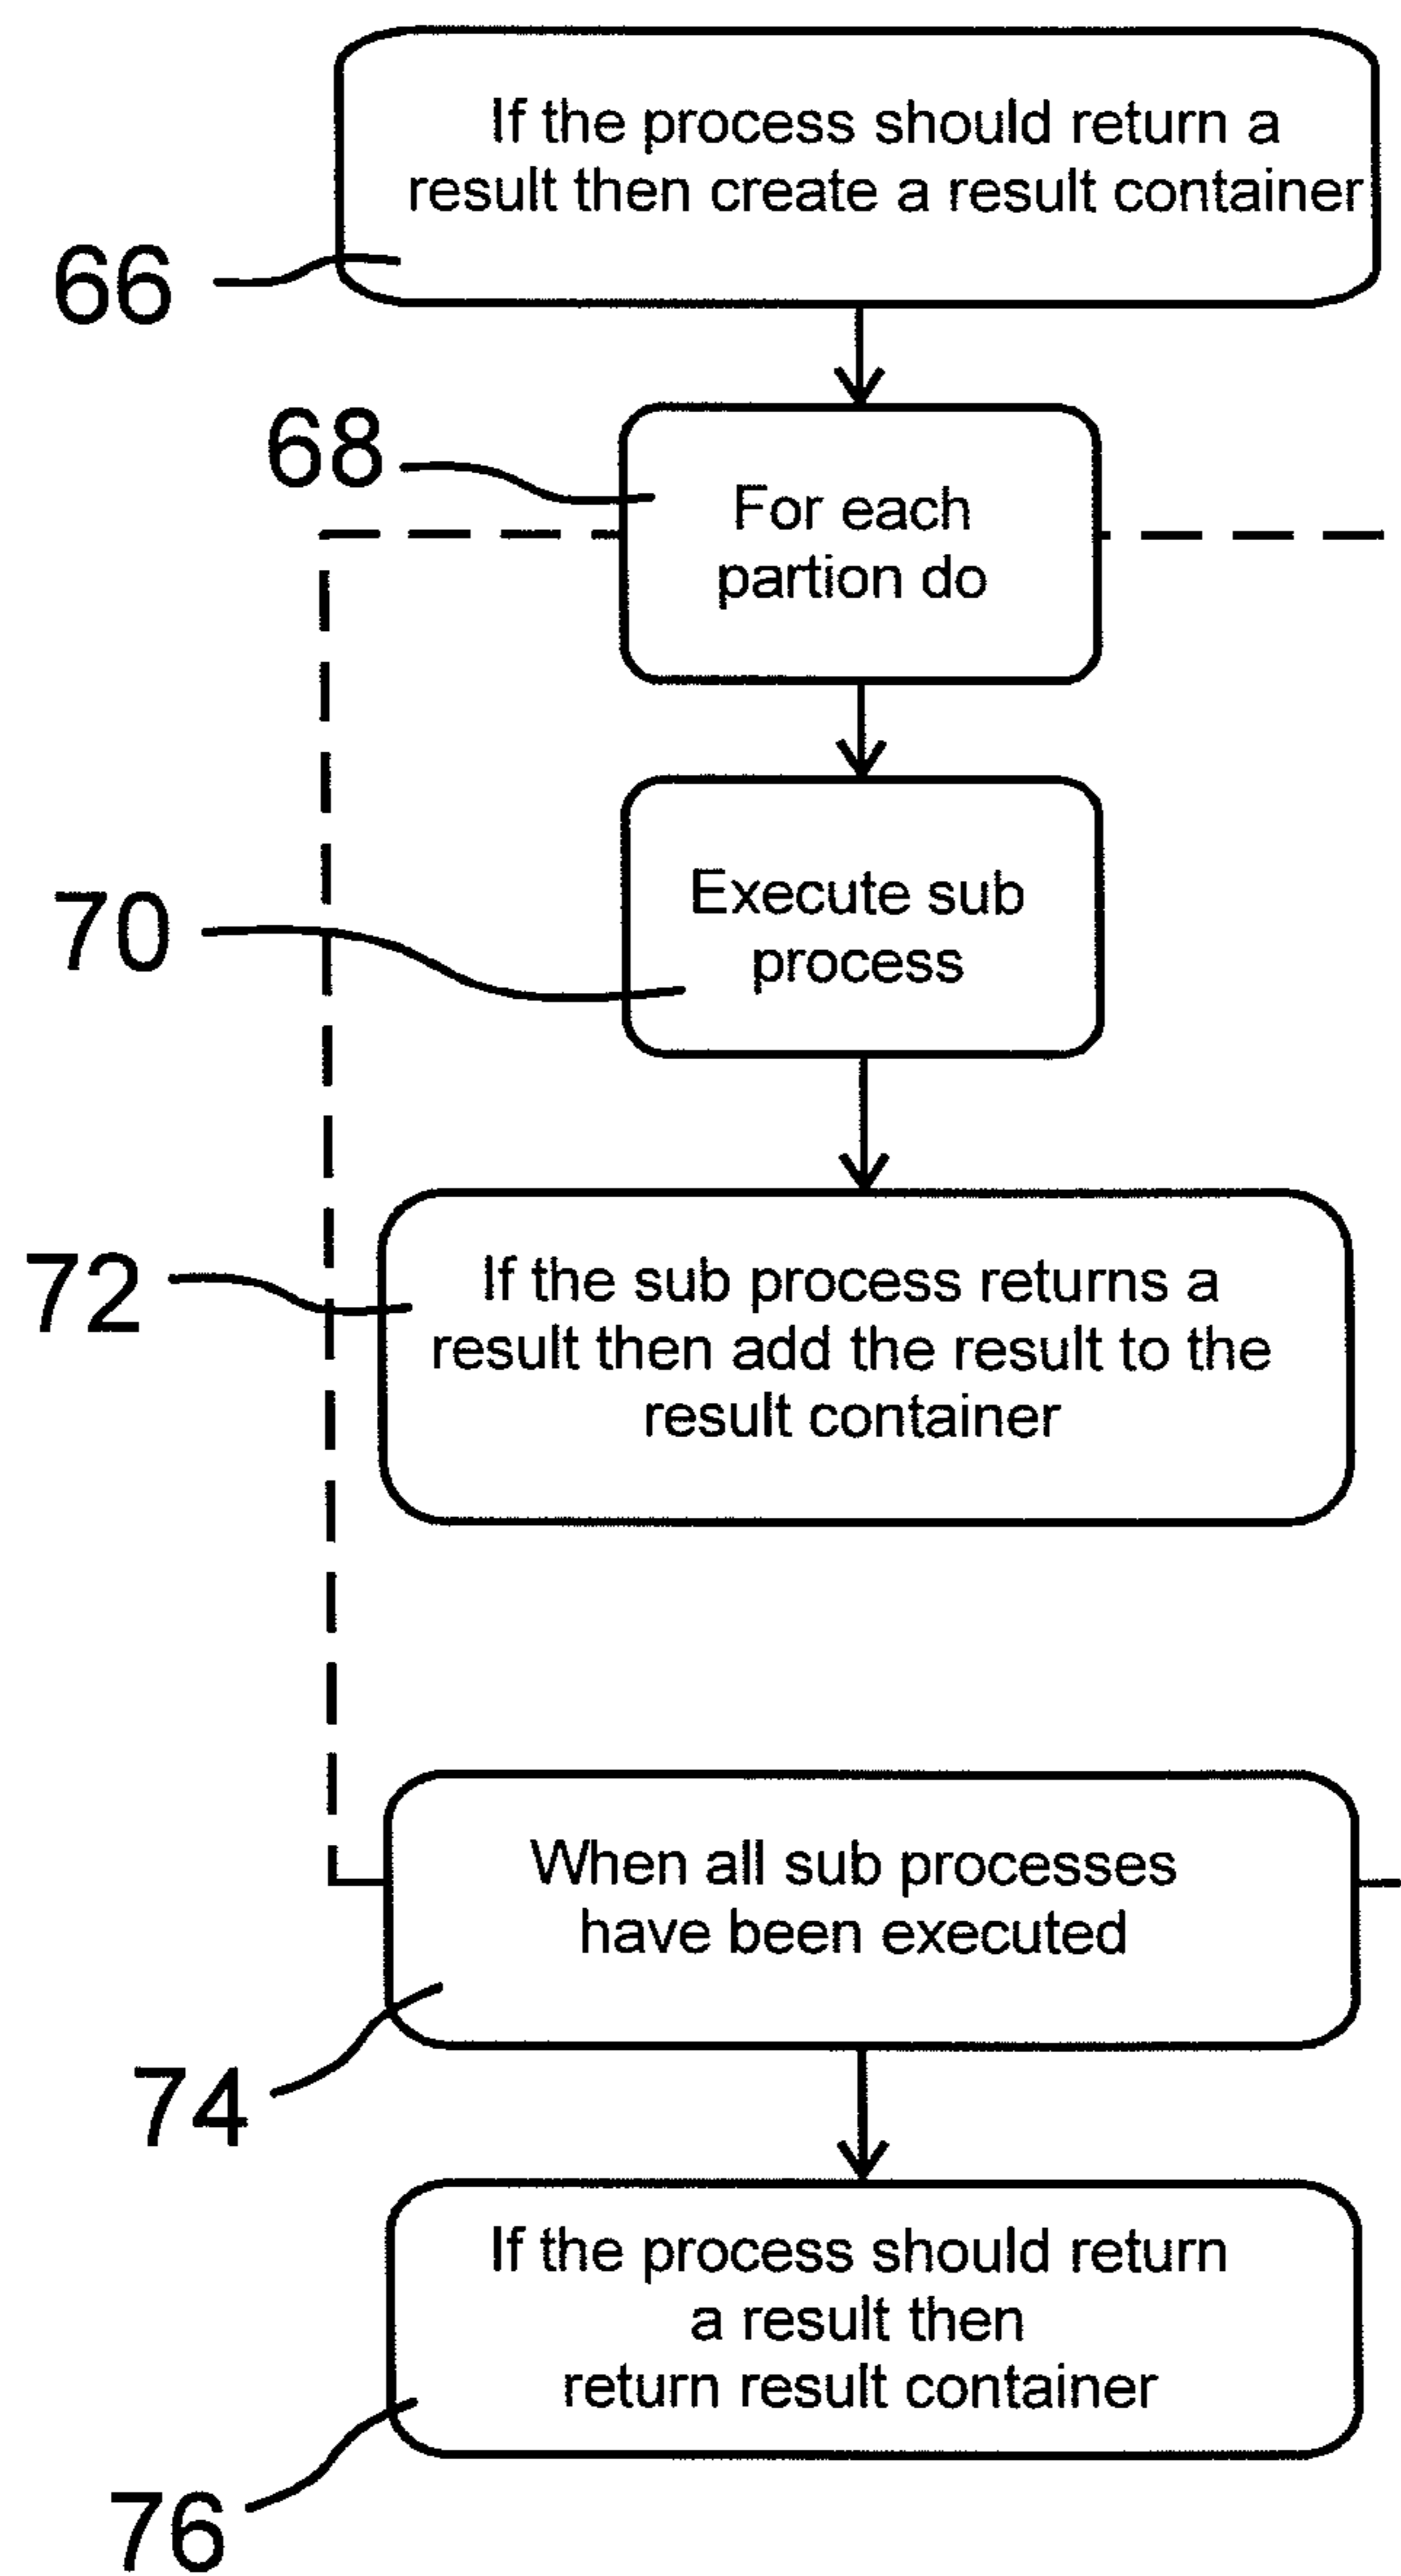 If the process should return a
result then create a result container
66
68
For each
partion do
70
Execute sub
process
72
If the sub process returns a
result then add the result to the
result container
When all sub processes
have been executed
74
If the process should return
a result then
return result container
76